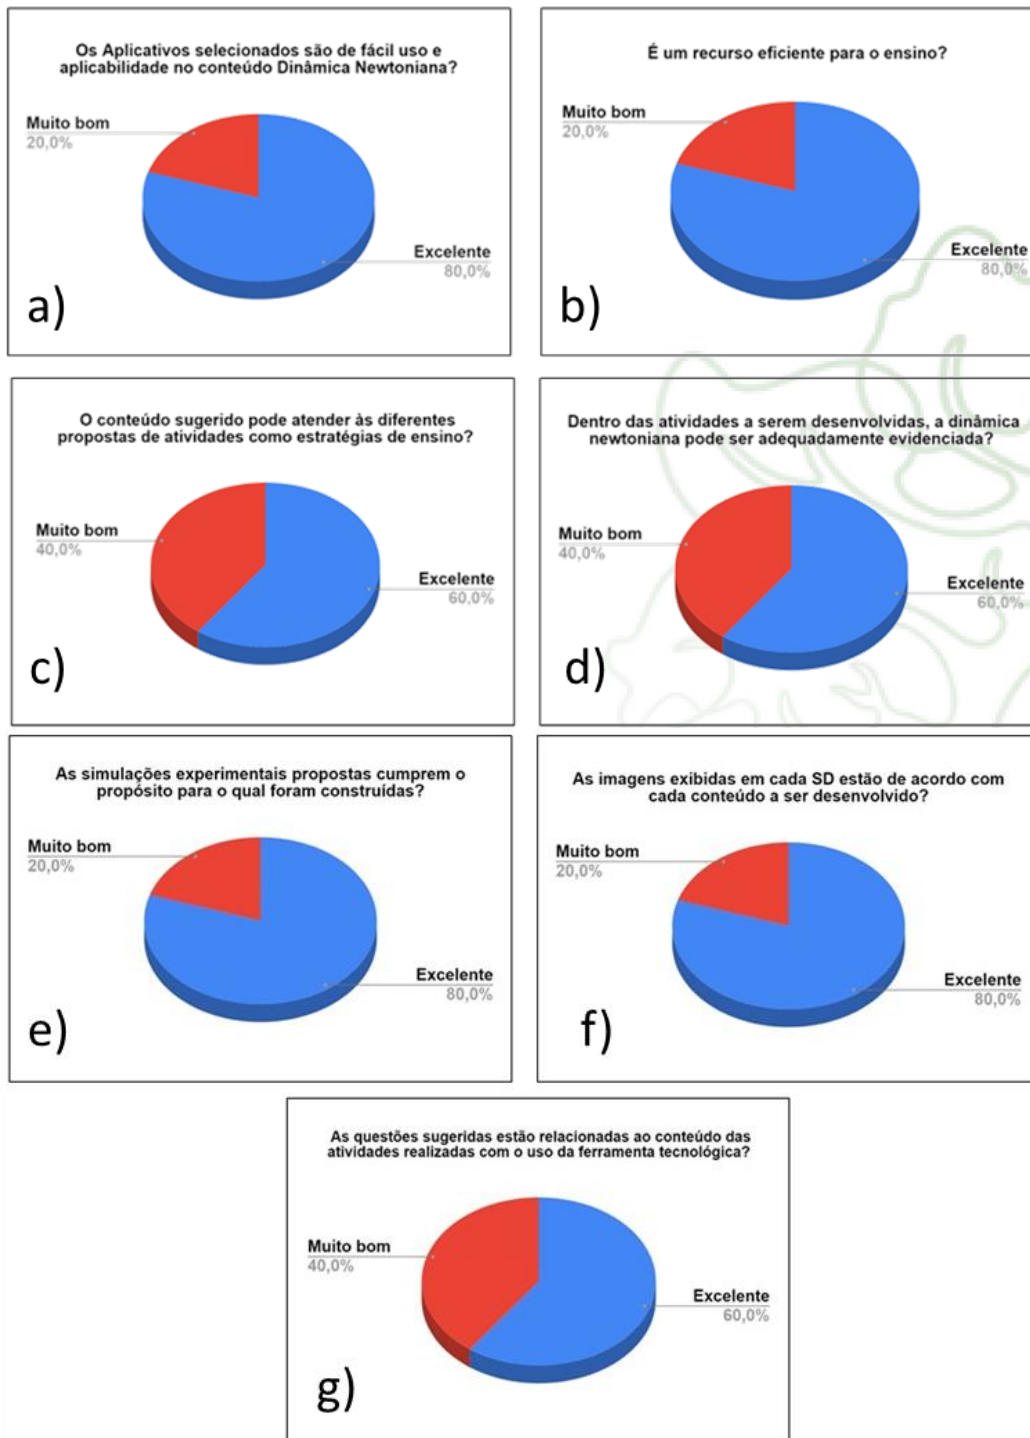 Os Aplicativos selecionados são de fácil uso e
aplicabilidade no conteúdo Dinâmica Newtoniana?
Muito bom
20,0%
Excelente
80,0%
a)
É um recurso eficiente para o ensino?
Muito bom
20,0%
Excelente
80,0%
b)
O conteúdo sugerido pode atender às diferentes
propostas de atividades como estratégias de ensino?
Muito bom
40,0%
Excelente
60,0%
c)
Dentro das atividades a serem desenvolvidas, a dinâmica
newtoniana pode ser adequadamente evidenciada?
Muito bom
40,0%
Excelente
60,0%
d)
As simulações experimentais propostas cumprem o
propósito para o qual foram construídas?
Muito bom
20,0%
Excelente
80,0%
e)
As imagens exibidas em cada SD estão de acordo com
cada conteúdo a ser desenvolvido?
Muito bom
20,0%
Excelente
80,0%
f)
As questões sugeridas estão relacionadas ao conteúdo das
atividades realizadas com o uso da ferramenta tecnológica?
Muito bom
40,0%
Excelente
60,0%
g)